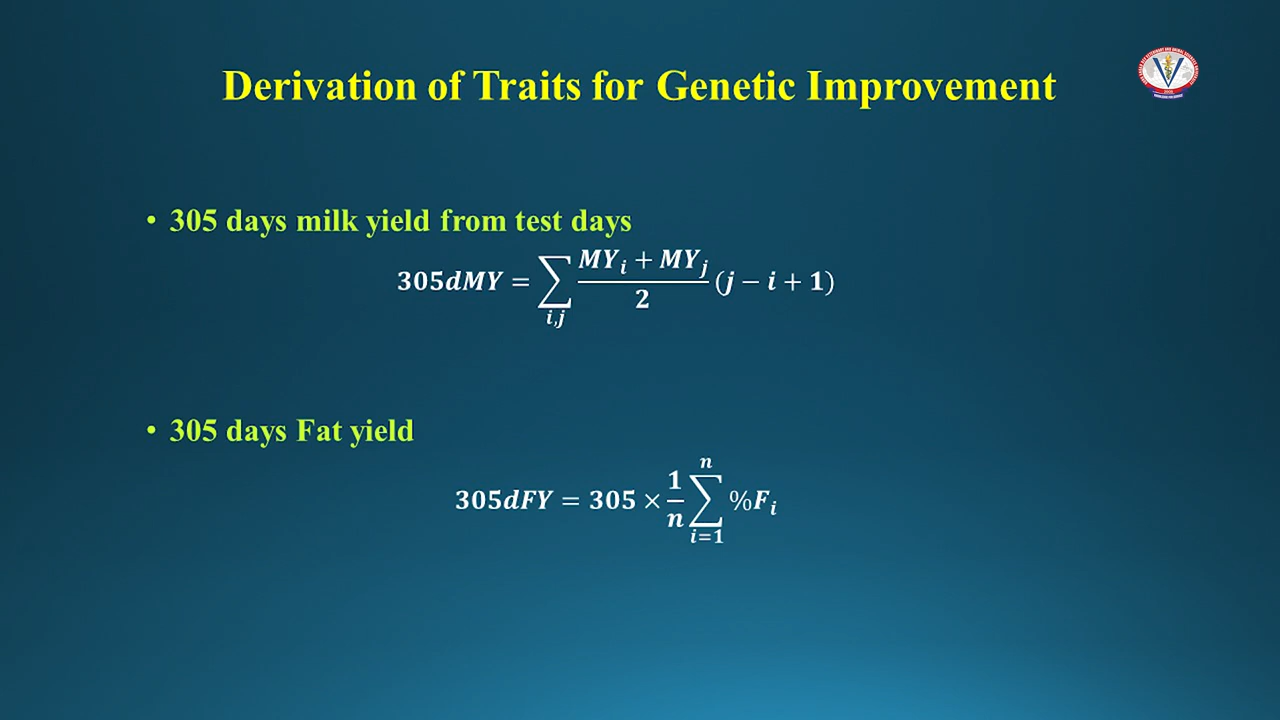 Derivation of Traits for Genetic Improvement
• 305 days milk yield from test days
305dMY = ∑_{i,j} (MY_i + MY_j)/2 (j − i + 1)
• 305 days Fat yield
305dFY = 305 × 1/n ∑_{i=1}^{n} %F_i